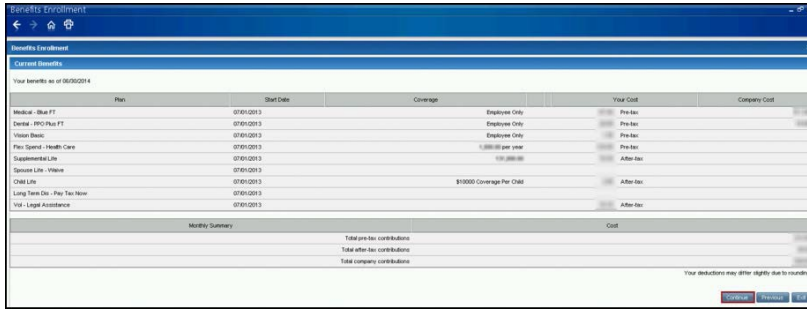 Benefits Enrollment
Benefits Enrollment
Current Benefits
Your benefits as of 06/30/2014
Plan Start Date Coverage Your Cost Company Cost
Medical - Blue FT 07/01/2013 Employee Only Pre-tax
Dental - PPO Plus FT 07/01/2013 Employee Only Pre-tax
Vision Basic 07/01/2013 Employee Only Pre-tax
Flex Spend - Health Care 07/01/2013 per year Pre-tax
Supplemental Life 07/01/2013 After-tax
Spouse Life - Waive 07/01/2013
Child Life 07/01/2013 $10000 Coverage Per Child After-tax
Long Term Dis - Pay Tax Now 07/01/2013
Vol - Legal Assistance 07/01/2013 After-tax
Monthly Summary Cost
Total pre-tax contributions
Total after-tax contributions
Total company contributions
Your deductions may differ slightly due to roundin
Continue Previous Exit